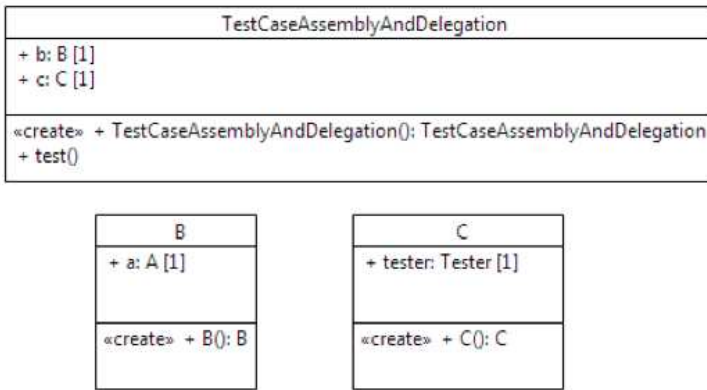 TestCaseAssemblyAndDelegation
+ b: B [1]
+ c: C [1]
«create» + TestCaseAssemblyAndDelegation(): TestCaseAssemblyAndDelegation
+ test()
B
+ a: A [1]
«create» + B(): B
C
+ tester: Tester [1]
«create» + C(): C